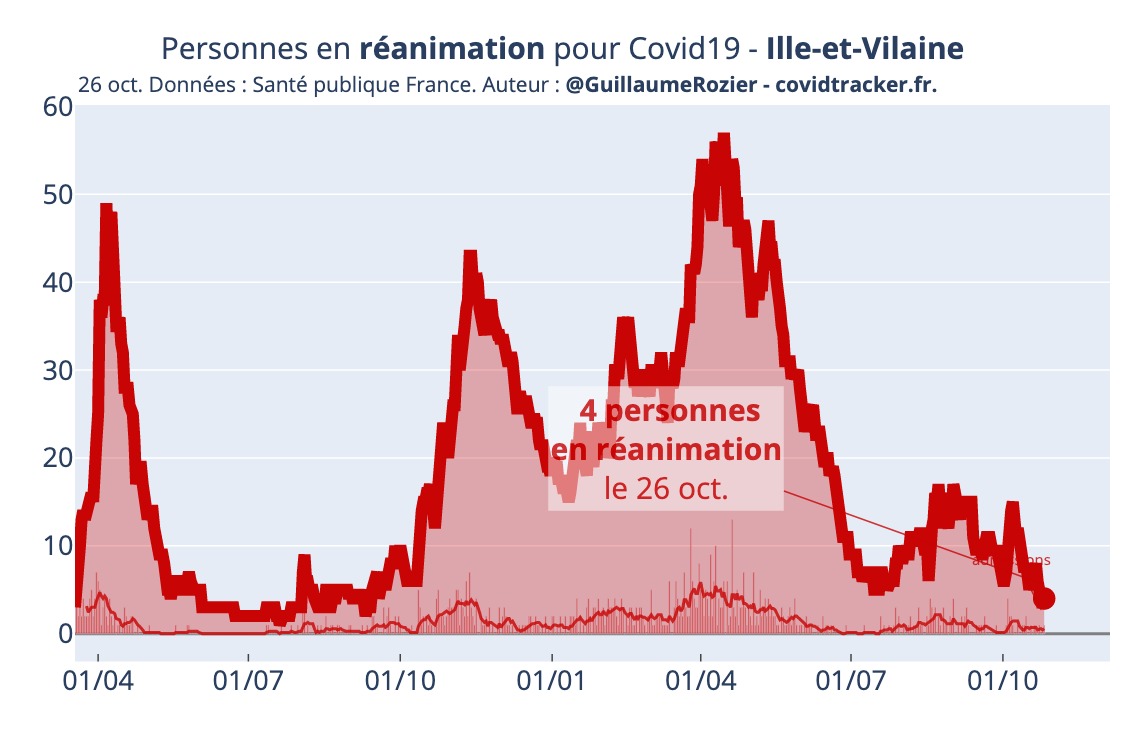 Personnes en réanimation pour Covid19 - Ille-et-Vilaine
26 oct. Données : Santé publique France. Auteur : @GuillaumeRozier - covidtracker.fr.
60
50
40
30
20
10
0
4 personnes
en réanimation
le 26 oct.
admissions
01/04 01/07 01/10 01/01 01/04 01/07 01/10